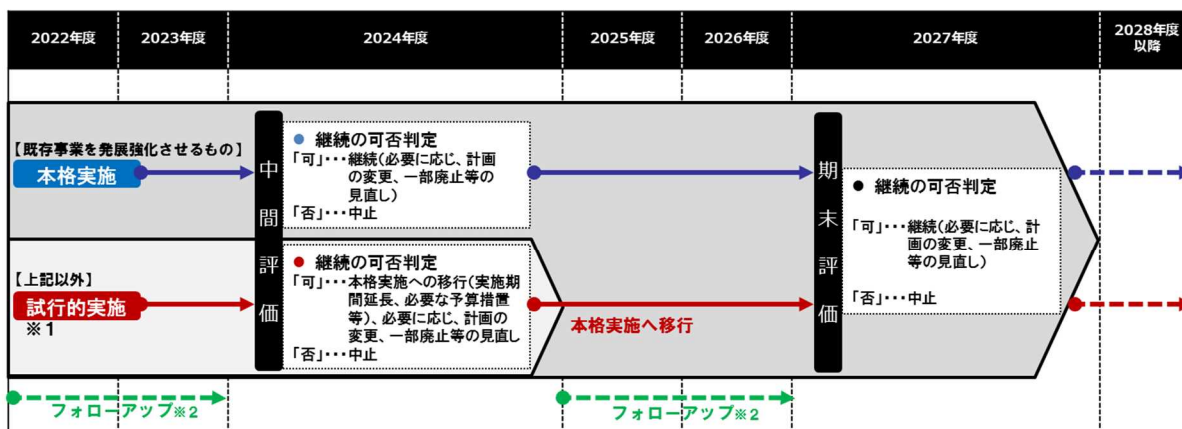 2022年度 2023年度 2024年度 2025年度 2026年度 2027年度 2028年度
以降
【既存事業を発展強化させるもの】
本格実施
中間評価
● 継続の可否判定
「可」・・・継続(必要に応じ、計画
の変更、一部廃止等の
見直し)
「否」・・・中止
【上記以外】
試行的実施
※1
● 継続の可否判定
「可」・・・本格実施への移行(実施期
間延長、必要な予算措置
等)、必要に応じ、計画の
変更、一部廃止等の見直し
「否」・・・中止
本格実施へ移行
期末評価
● 継続の可否判定
「可」・・・継続(必要に応じ、計
画の変更、一部廃止
等の見直し)
「否」・・・中止
フォローアップ※2
フォローアップ※2